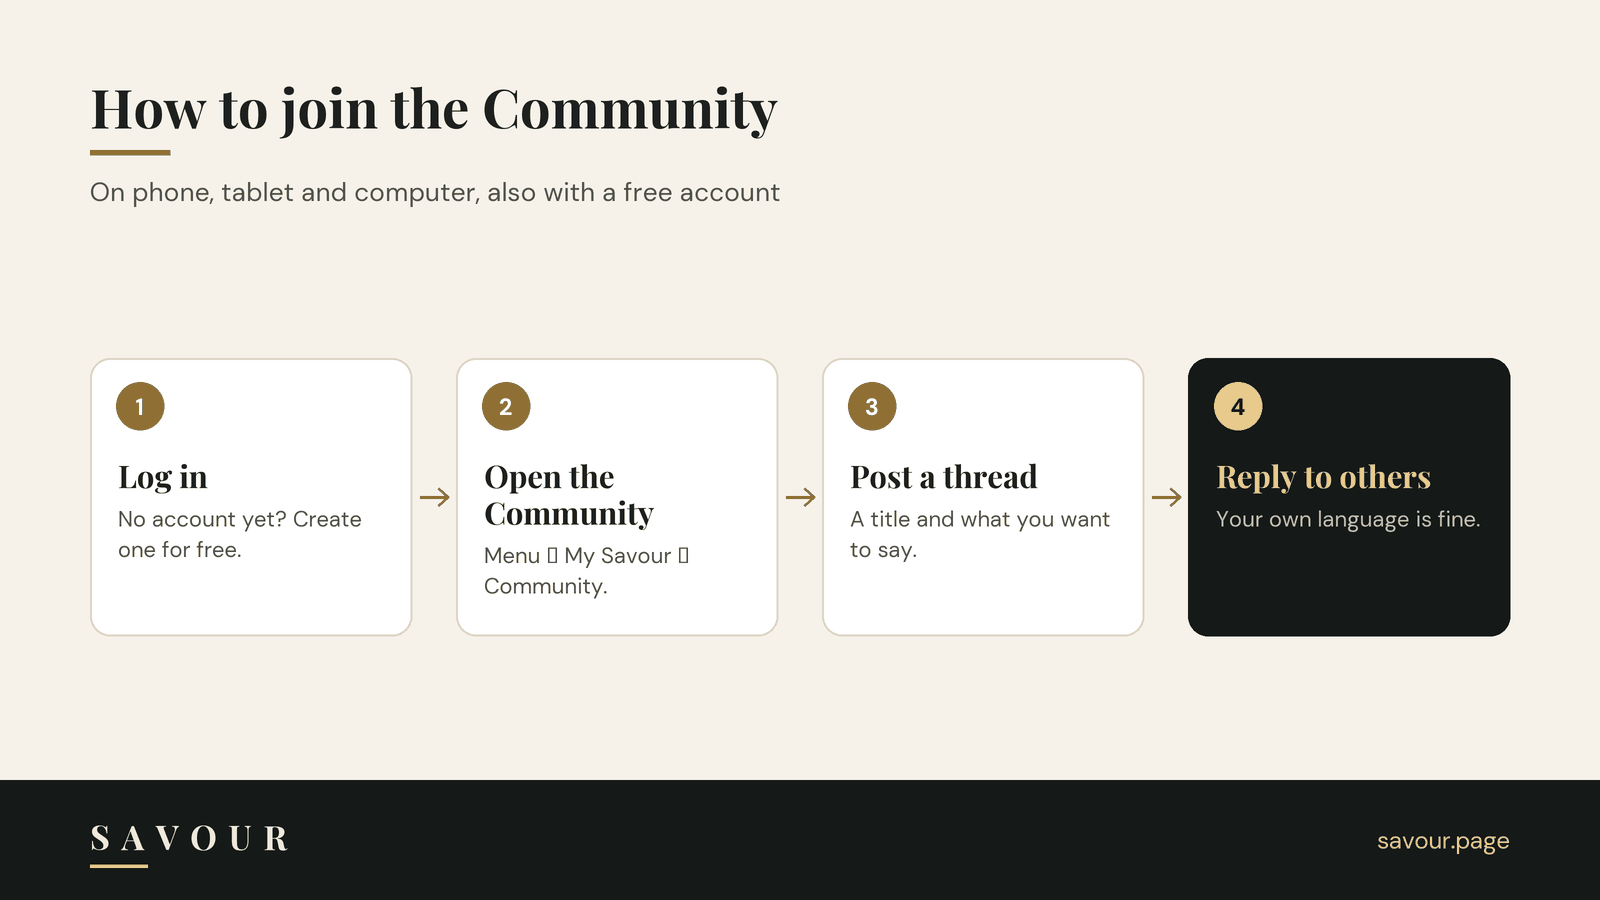 How to join the Community
On phone, tablet and computer, also with a free account
1
Log in
No account yet? Create
one for free.
2
Open the
Community
Menu ▯ My Savour ▯
Community.
3
Post a thread
A title and what you want
to say.
4
Reply to others
Your own language is fine.
SAVOUR
savour.page